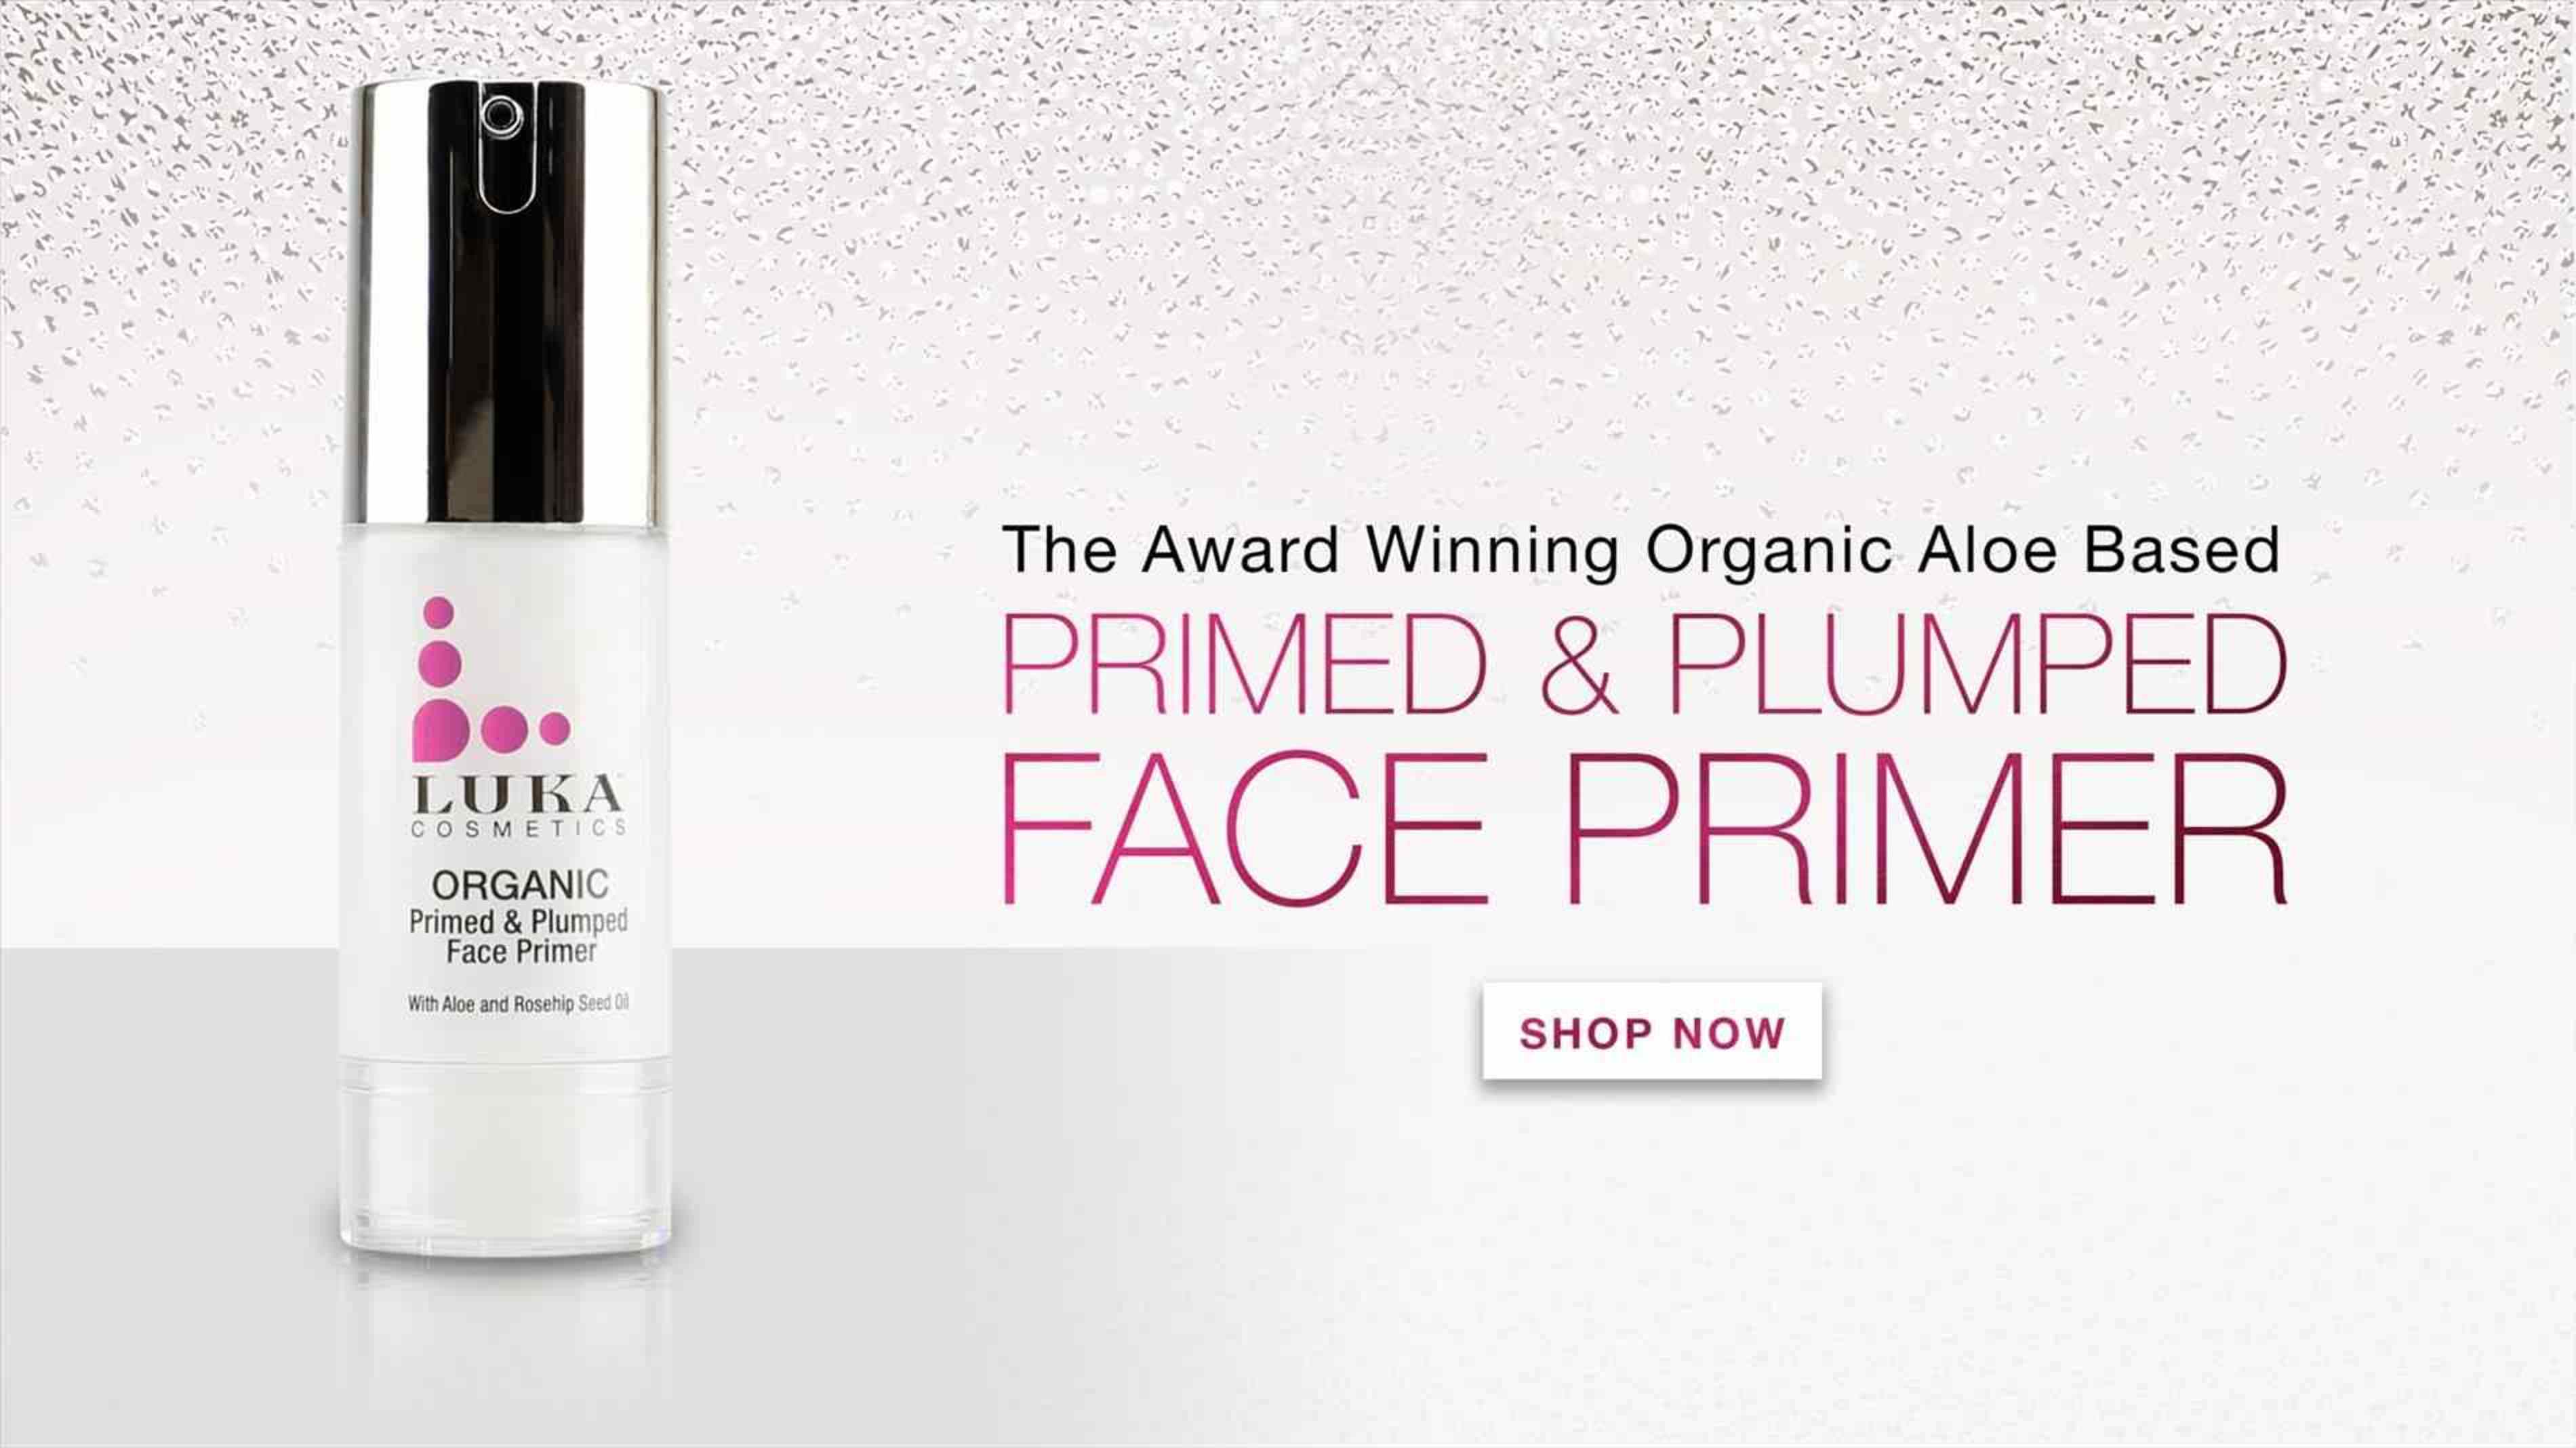 LUKA
COSMETICS
ORGANIC
Primed & Plumped
Face Primer
With Aloe and Rosehip Seed Oil
The Award Winning Organic Aloe Based
PRIMED & PLUMPED
FACE PRIMER
SHOP NOW